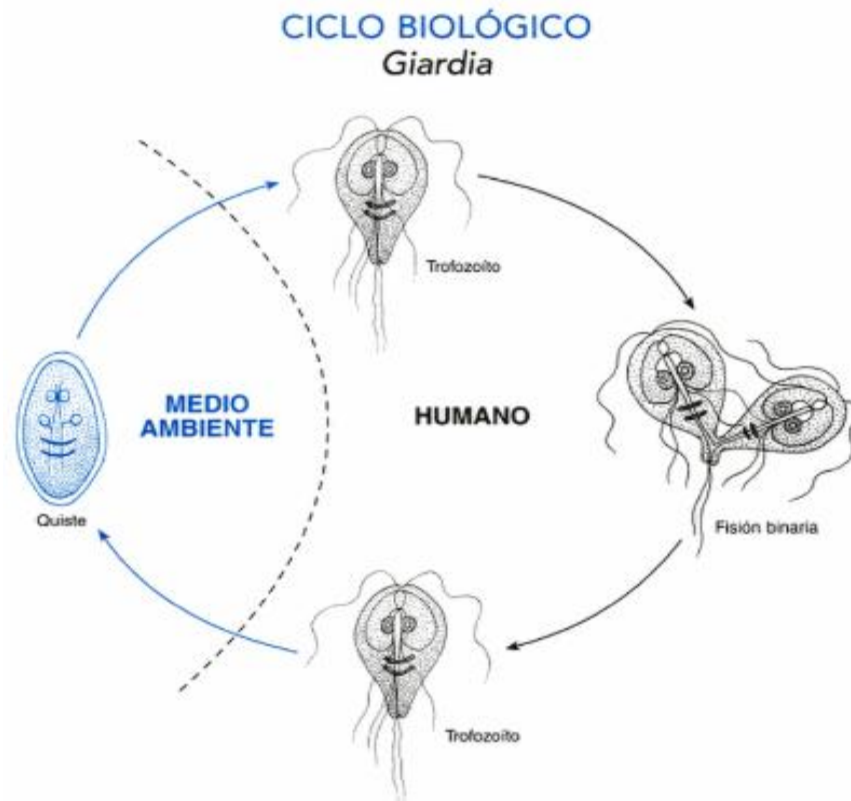 CICLO BIOLÓGICO
Giardia
Trofozoíto
MEDIO
AMBIENTE
HUMANO
Quiste
Fisión binaria
Trofozoíto